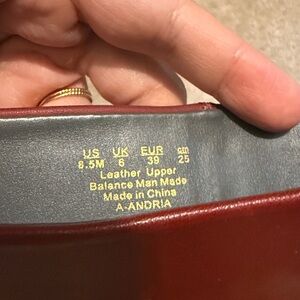 US UK EUR cm
8.5M 6 39 25
Leather Upper
Balance Man Made
Made in China
A-ANDRIA